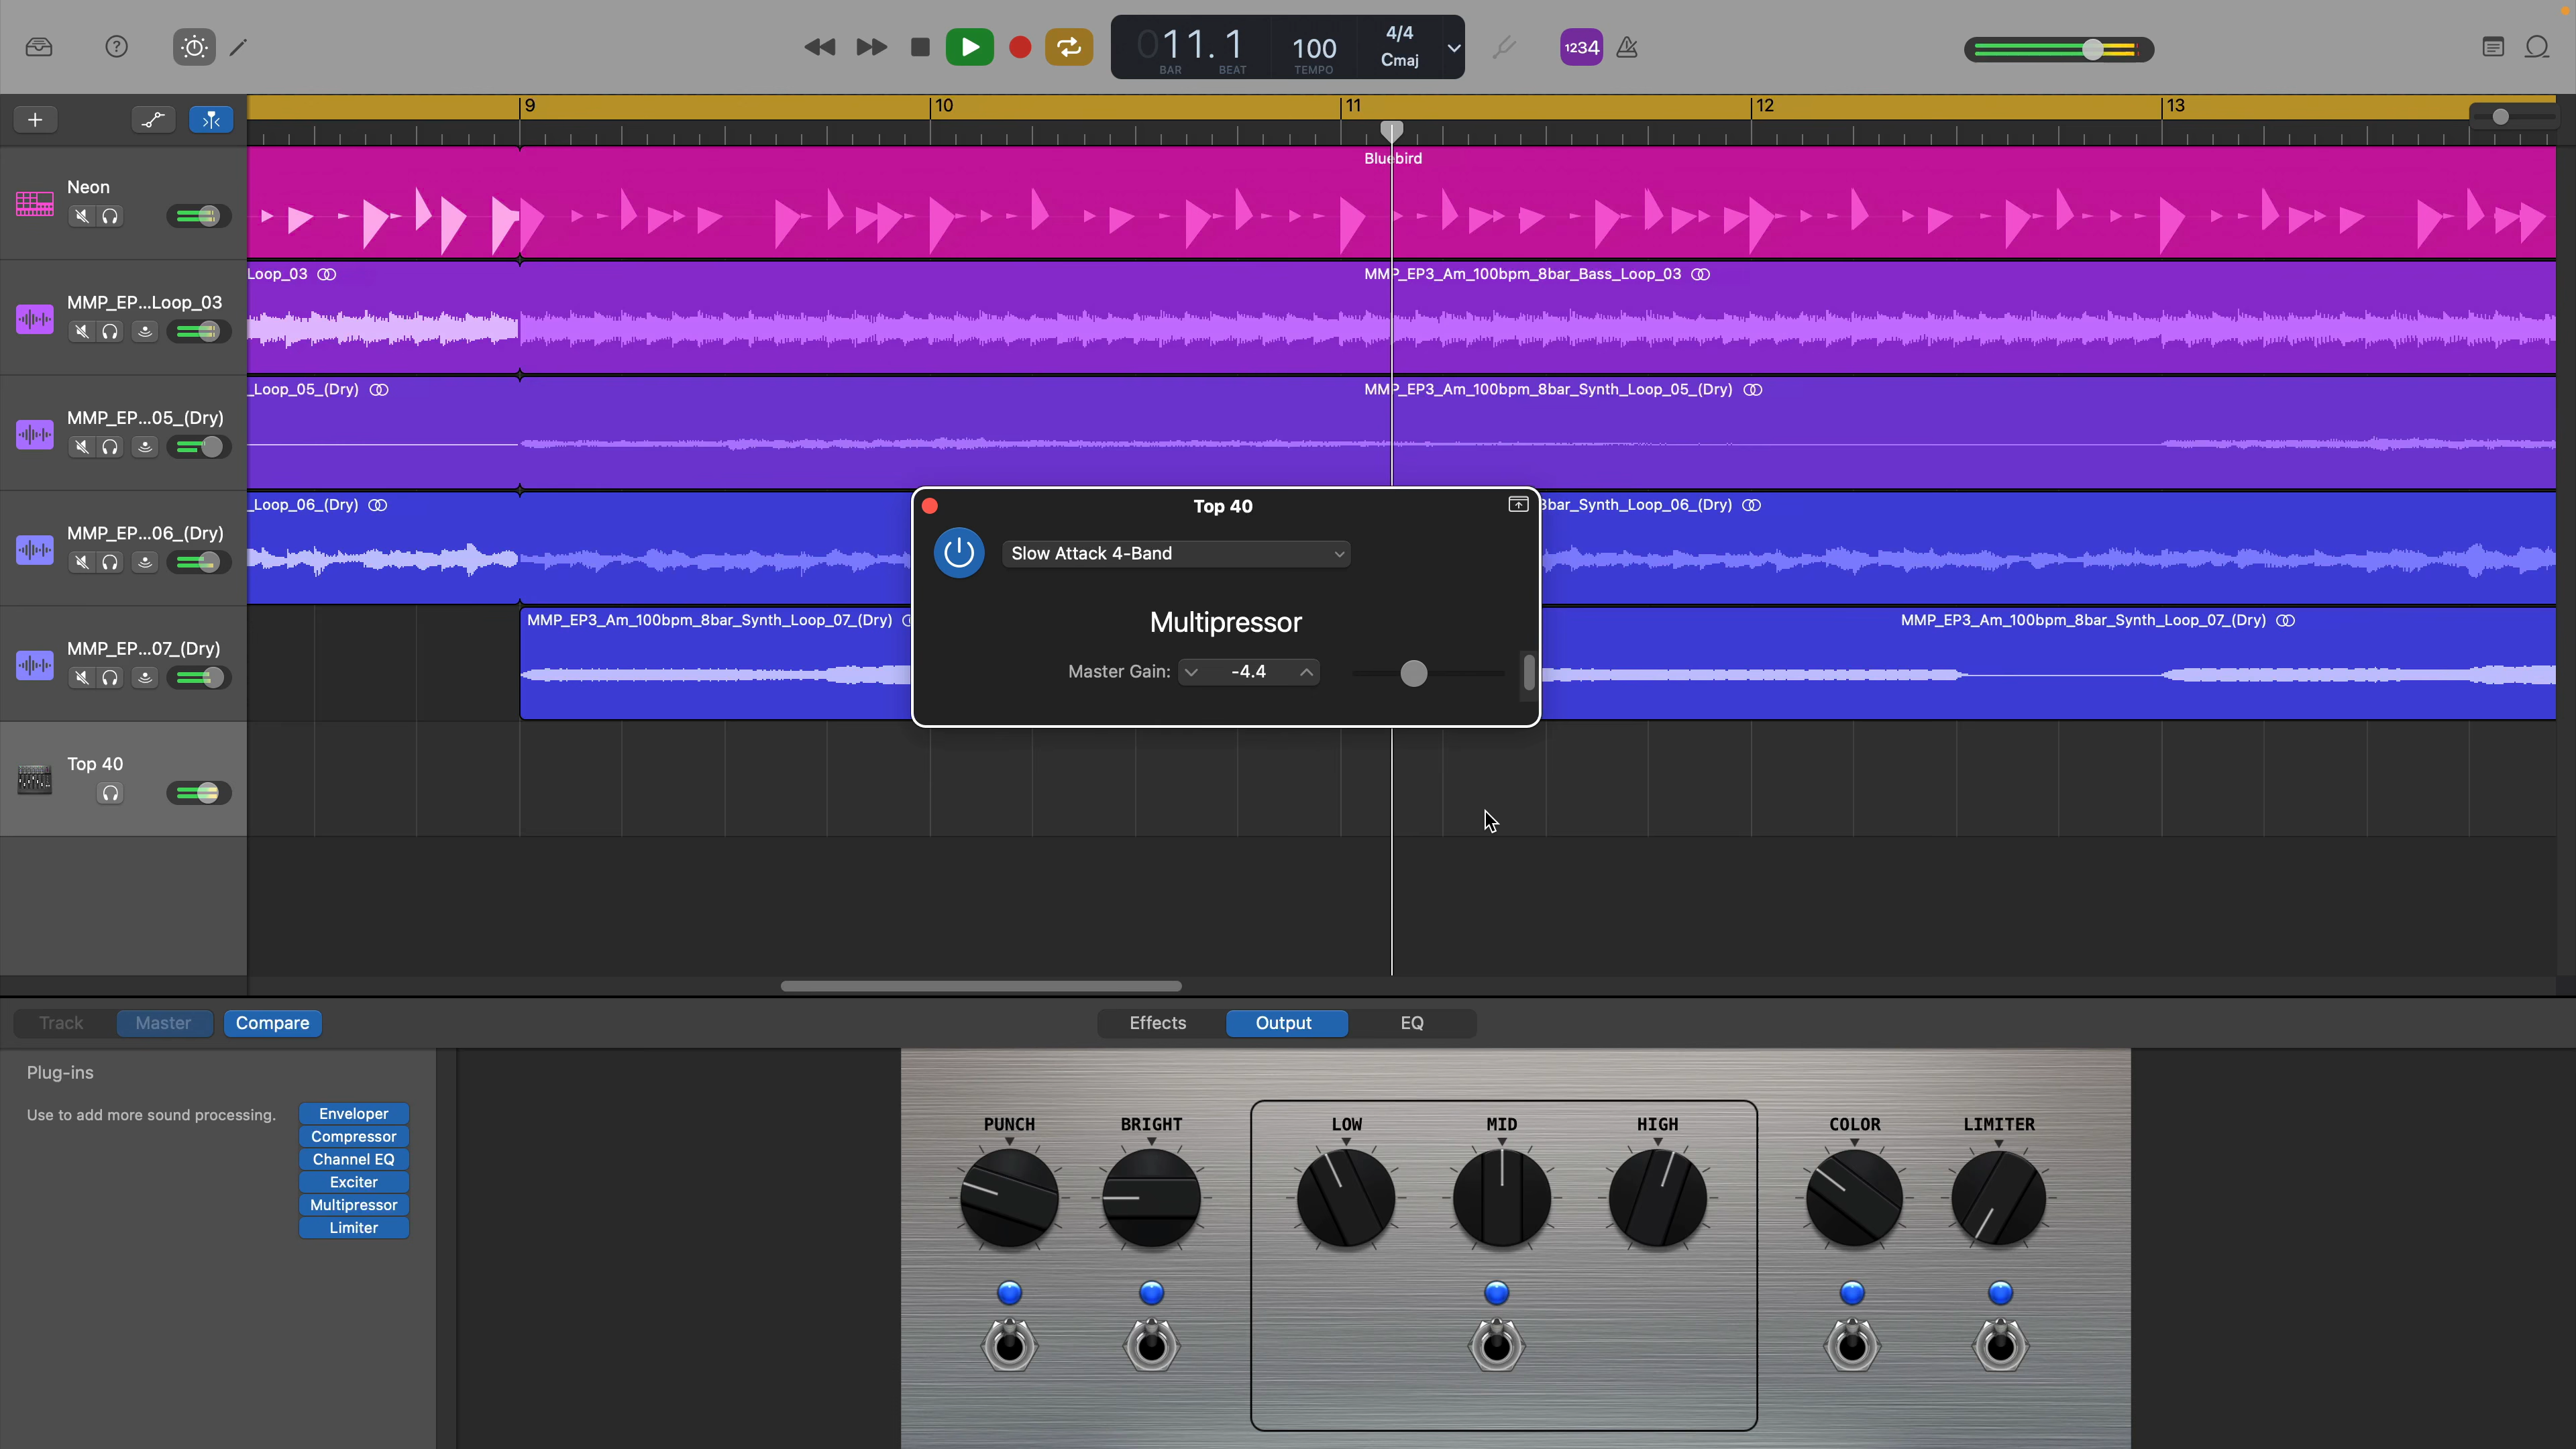 011.1
BAR
BEAT
100
TEMPO
4/4
Cmaj
1234
9
10
11
12
13
Neon
Bluebird
MMP_EP...Loop_03
Loop_03
MMP_EP3_Am_100bpm_8bar_Bass_Loop_03
MMP_EP...05_(Dry)
_Loop_05_(Dry)
MMP_EP3_Am_100bpm_8bar_Synth_Loop_05_(Dry)
MMP_EP...06_(Dry)
_Loop_06_(Dry)
bar_Synth_Loop_06_(Dry)
MMP_EP...07_(Dry)
MMP_EP3_Am_100bpm_8bar_Synth_Loop_07_(Dry)
MMP_EP3_Am_100bpm_8bar_Synth_Loop_07_(Dry)
Top 40
Slow Attack 4-Band
Multipressor
Master Gain: -4.4
Top 40
Track
Master
Compare
Effects
Output
EQ
Plug-ins
Use to add more sound processing.
Enveloper
Compressor
Channel EQ
Exciter
Multipressor
Limiter
PUNCH
BRIGHT
LOW
MID
HIGH
COLOR
LIMITER